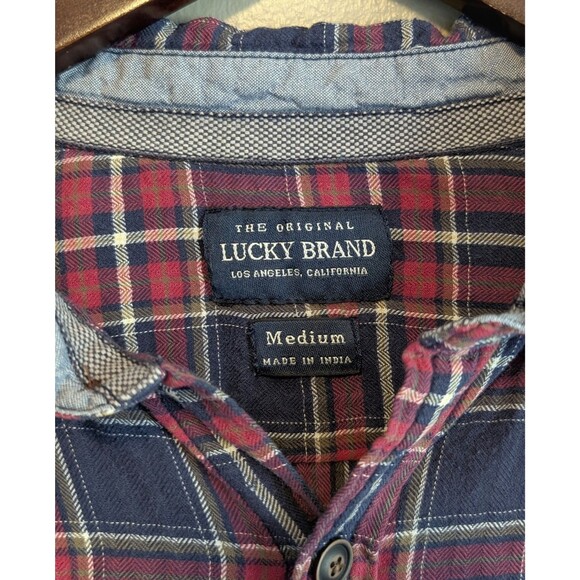 THE ORIGINAL
LUCKY BRAND
LOS ANGELES, CALIFORNIA
Medium
MADE IN INDIA